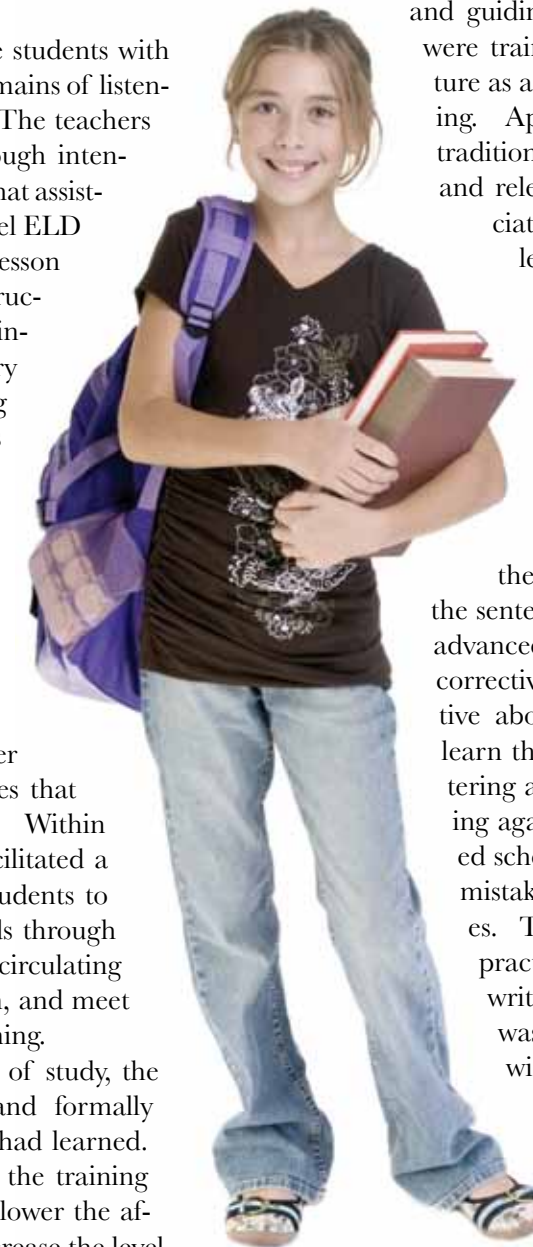 e students with
mains of listen-
The teachers
ugh inten-
hat assist-
el ELD
esson
ruc-
in-
ry
g
er
es that
Within
cilitated a
udents to
ls through
circulating
n, and meet
ning.
of study, the
and formally
had learned.
the training
lower the af-
crease the level
and guidin
were train
ture as a
ing. Ap
tradition
and rele
ciat
le
the
the sente
advanced
correctiv
tive abo
learn th
tering a
ing aga
ed scho
mistak
es. T
pract
writ
was
wi